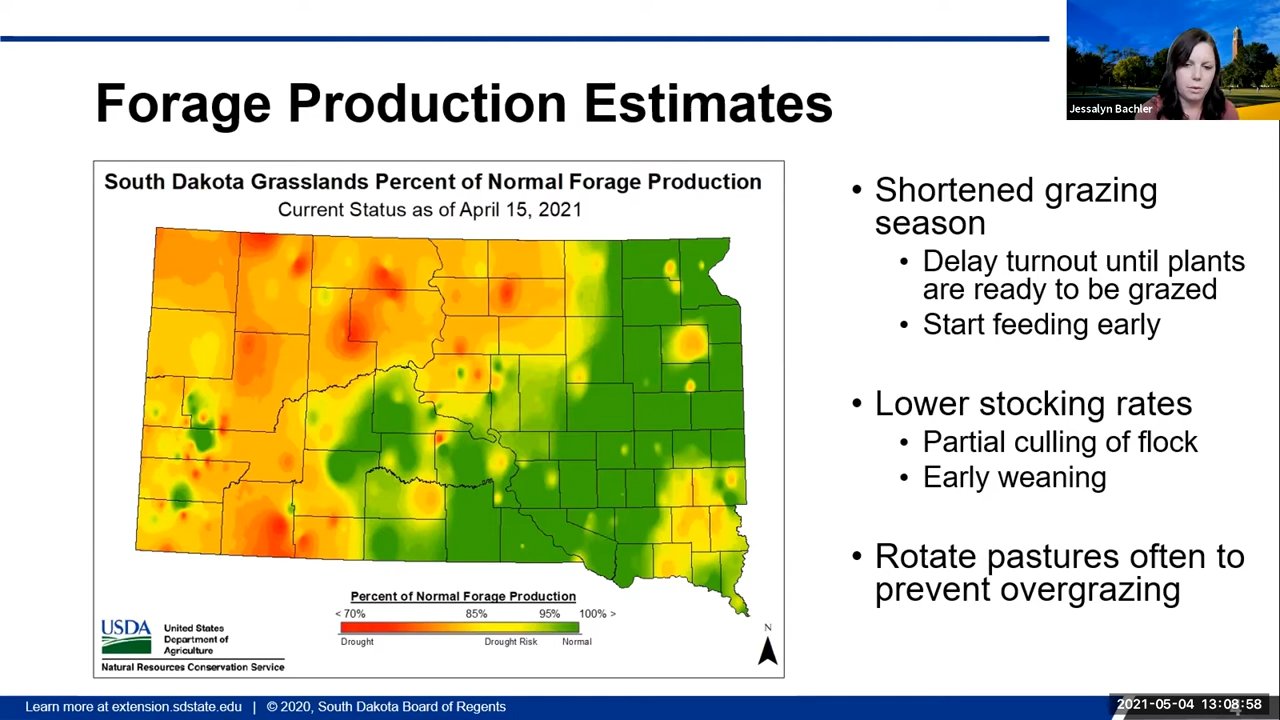 Jessalyn Bachler
Forage Production Estimates
South Dakota Grasslands Percent of Normal Forage Production
Current Status as of April 15, 2021
Percent of Normal Forage Production
< 70% 85% 95% 100% >
Drought Drought Risk Normal
USDA
United States
Department of
Agriculture
Natural Resources Conservation Service
N
• Shortened grazing
season
• Delay turnout until plants
are ready to be grazed
• Start feeding early
• Lower stocking rates
• Partial culling of flock
• Early weaning
• Rotate pastures often to
prevent overgrazing
Learn more at extension.sdstate.edu | © 2020, South Dakota Board of Regents
2021-05-04 13:08:58